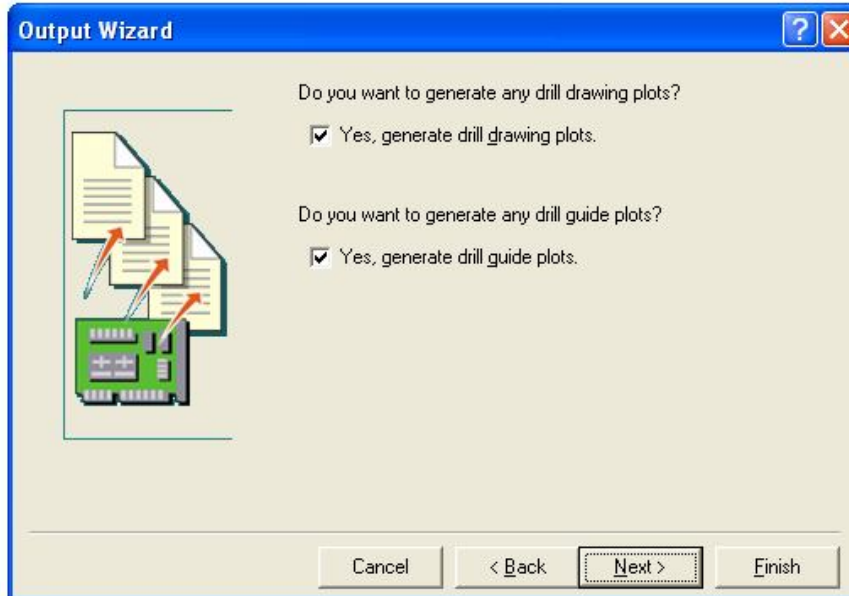 Output Wizard
Do you want to generate any drill drawing plots?
Yes, generate drill drawing plots.
Do you want to generate any drill guide plots?
Yes, generate drill guide plots.
Cancel
< Back
Next >
Finish